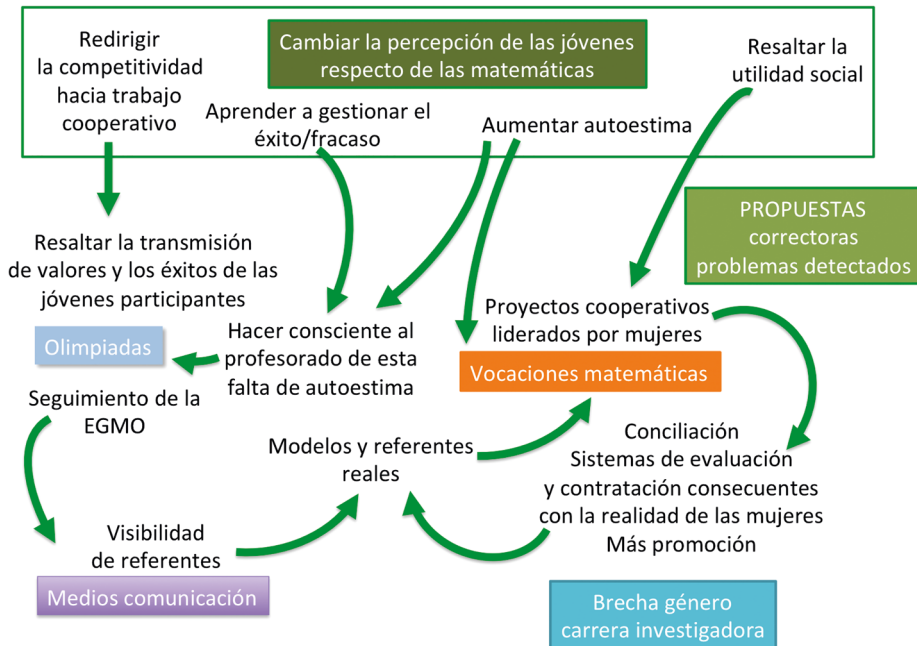 Redirigir
la competitividad
hacia trabajo
cooperativo
Cambiar la percepción de las jóvenes
respecto de las matemáticas
Resaltar la
utilidad social
Aprender a gestionar el
éxito/fracaso
Aumentar autoestima
PROPUESTAS
correctoras
problemas detectados
Resaltar la transmisión
de valores y los éxitos de las
jóvenes participantes
Olimpiadas
Hacer consciente al
profesorado de esta
falta de autoestima
Proyectos cooperativos
liderados por mujeres
Vocaciones matemáticas
Seguimiento de la
EGMO
Modelos y referentes
reales
Conciliación
Sistemas de evaluación
y contratación consecuentes
con la realidad de las mujeres
Más promoción
Visibilidad
de referentes
Medios comunicación
Brecha género
carrera investigadora